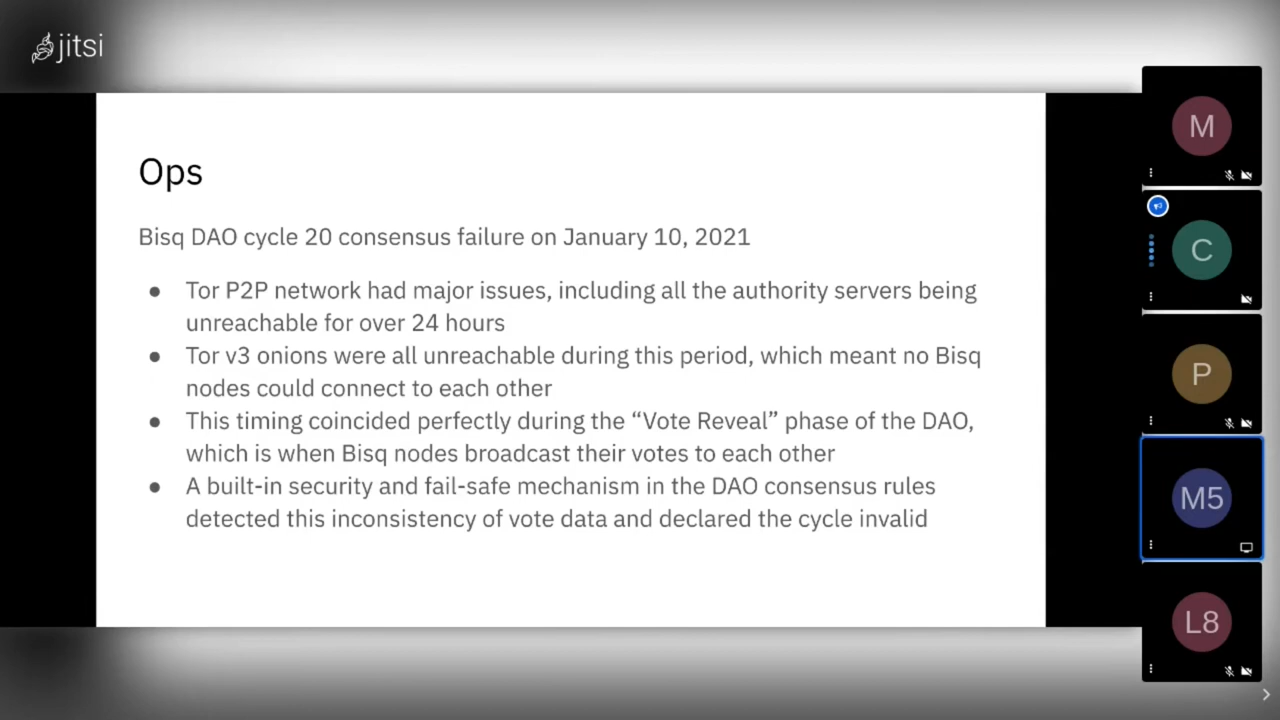 jitsi
Ops
Bisq DAO cycle 20 consensus failure on January 10, 2021
● Tor P2P network had major issues, including all the authority servers being
unreachable for over 24 hours
● Tor v3 onions were all unreachable during this period, which meant no Bisq
nodes could connect to each other
● This timing coincided perfectly during the “Vote Reveal” phase of the DAO,
which is when Bisq nodes broadcast their votes to each other
● A built-in security and fail-safe mechanism in the DAO consensus rules
detected this inconsistency of vote data and declared the cycle invalid
M
C
P
M5
L8